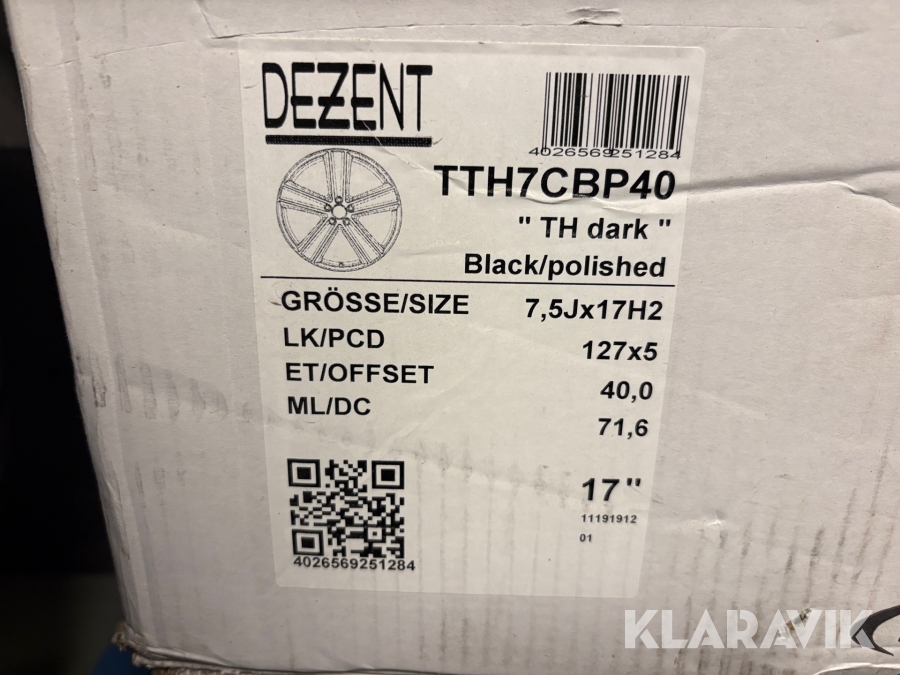 DEZENT
4026569251284
TTH7CBP40
" TH dark "
Black/polished
GRÖSSE/SIZE 7,5Jx17H2
LK/PCD 127x5
ET/OFFSET 40,0
ML/DC 71,6
17"
11191912
01
4026569251284
KLARAVIK